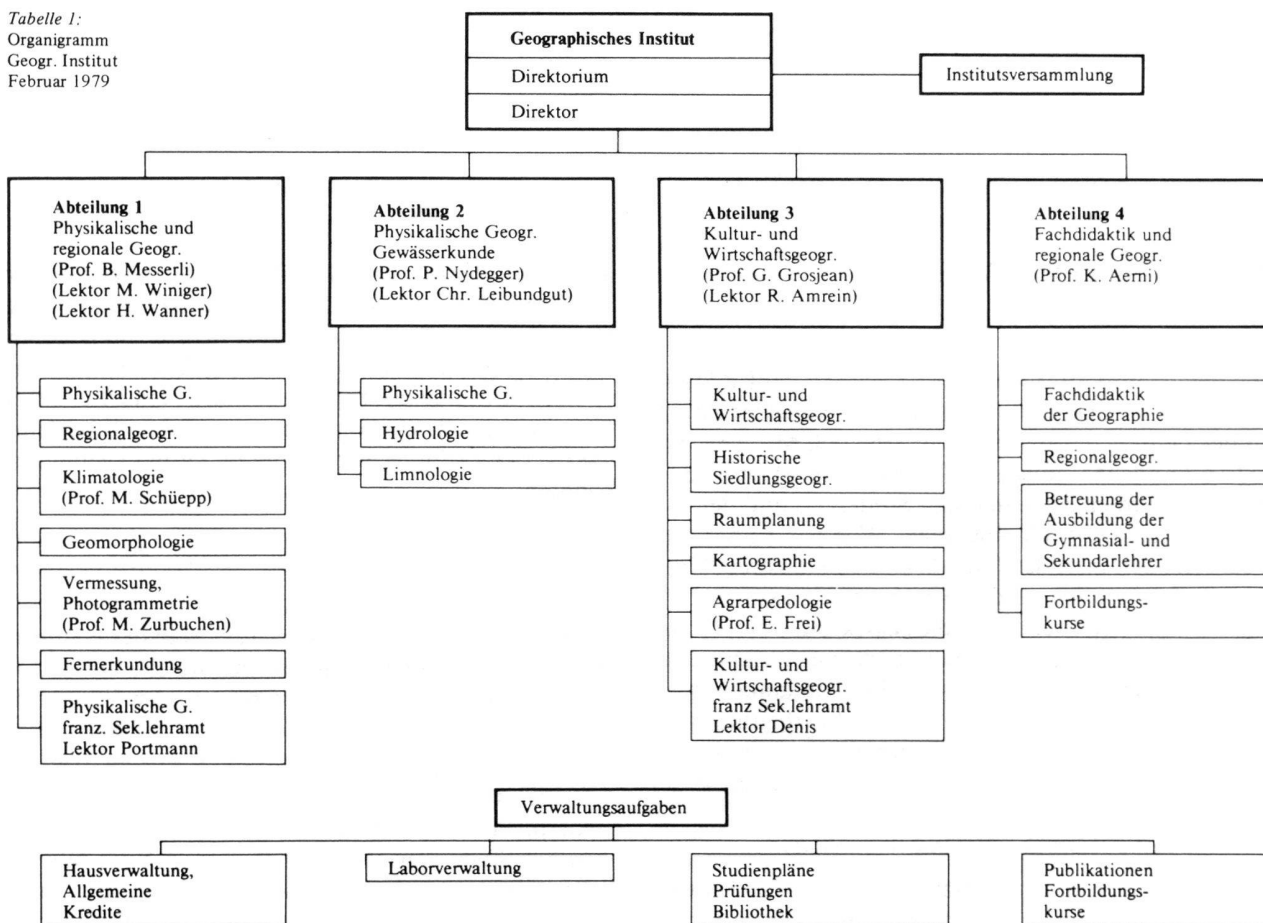 Tabelle 1:
Organigramm
Geogr. Institut
Februar 1979
Geographisches Institut
Direktorium
Direktor
Institutsversammlung
Abteilung 1
Physikalische und
regionale Geogr.
(Prof. B. Messerli)
(Lektor M. Winiger)
(Lektor H. Wanner)
Abteilung 2
Physikalische Geogr.
Gewässerkunde
(Prof. P. Nydegger)
(Lektor Chr. Leibundgut)
Abteilung 3
Kultur- und
Wirtschaftsgeogr.
(Prof. G. Grosjean)
(Lektor R. Amrein)
Abteilung 4
Fachdidaktik und
regionale Geogr.
(Prof. K. Aerni)
Physikalische G.
Regionalgeogr.
Klimatologie
(Prof. M. Schüepp)
Geomorphologie
Vermessung,
Photogrammetrie
(Prof. M. Zurbuchen)
Fernerkundung
Physikalische G.
franz. Sek.lehramt
Lektor Portmann
Physikalische G.
Hydrologie
Limnologie
Kultur- und
Wirtschaftsgeogr.
Historische
Siedlungsgeogr.
Raumplanung
Kartographie
Agrarpedologie
(Prof. E. Frei)
Kultur- und
Wirtschaftsgeogr.
franz Sek.lehramt
Lektor Denis
Fachdidaktik
der Geographie
Regionalgeogr.
Betreuung der
Ausbildung der
Gymnasial- und
Sekundarlehrer
Fortbildungs-
kurse
Verwaltungsaufgaben
Hausverwaltung,
Allgemeine
Kredite
Laborverwaltung
Studienpläne
Prüfungen
Bibliothek
Publikationen
Fortbildungs-
kurse